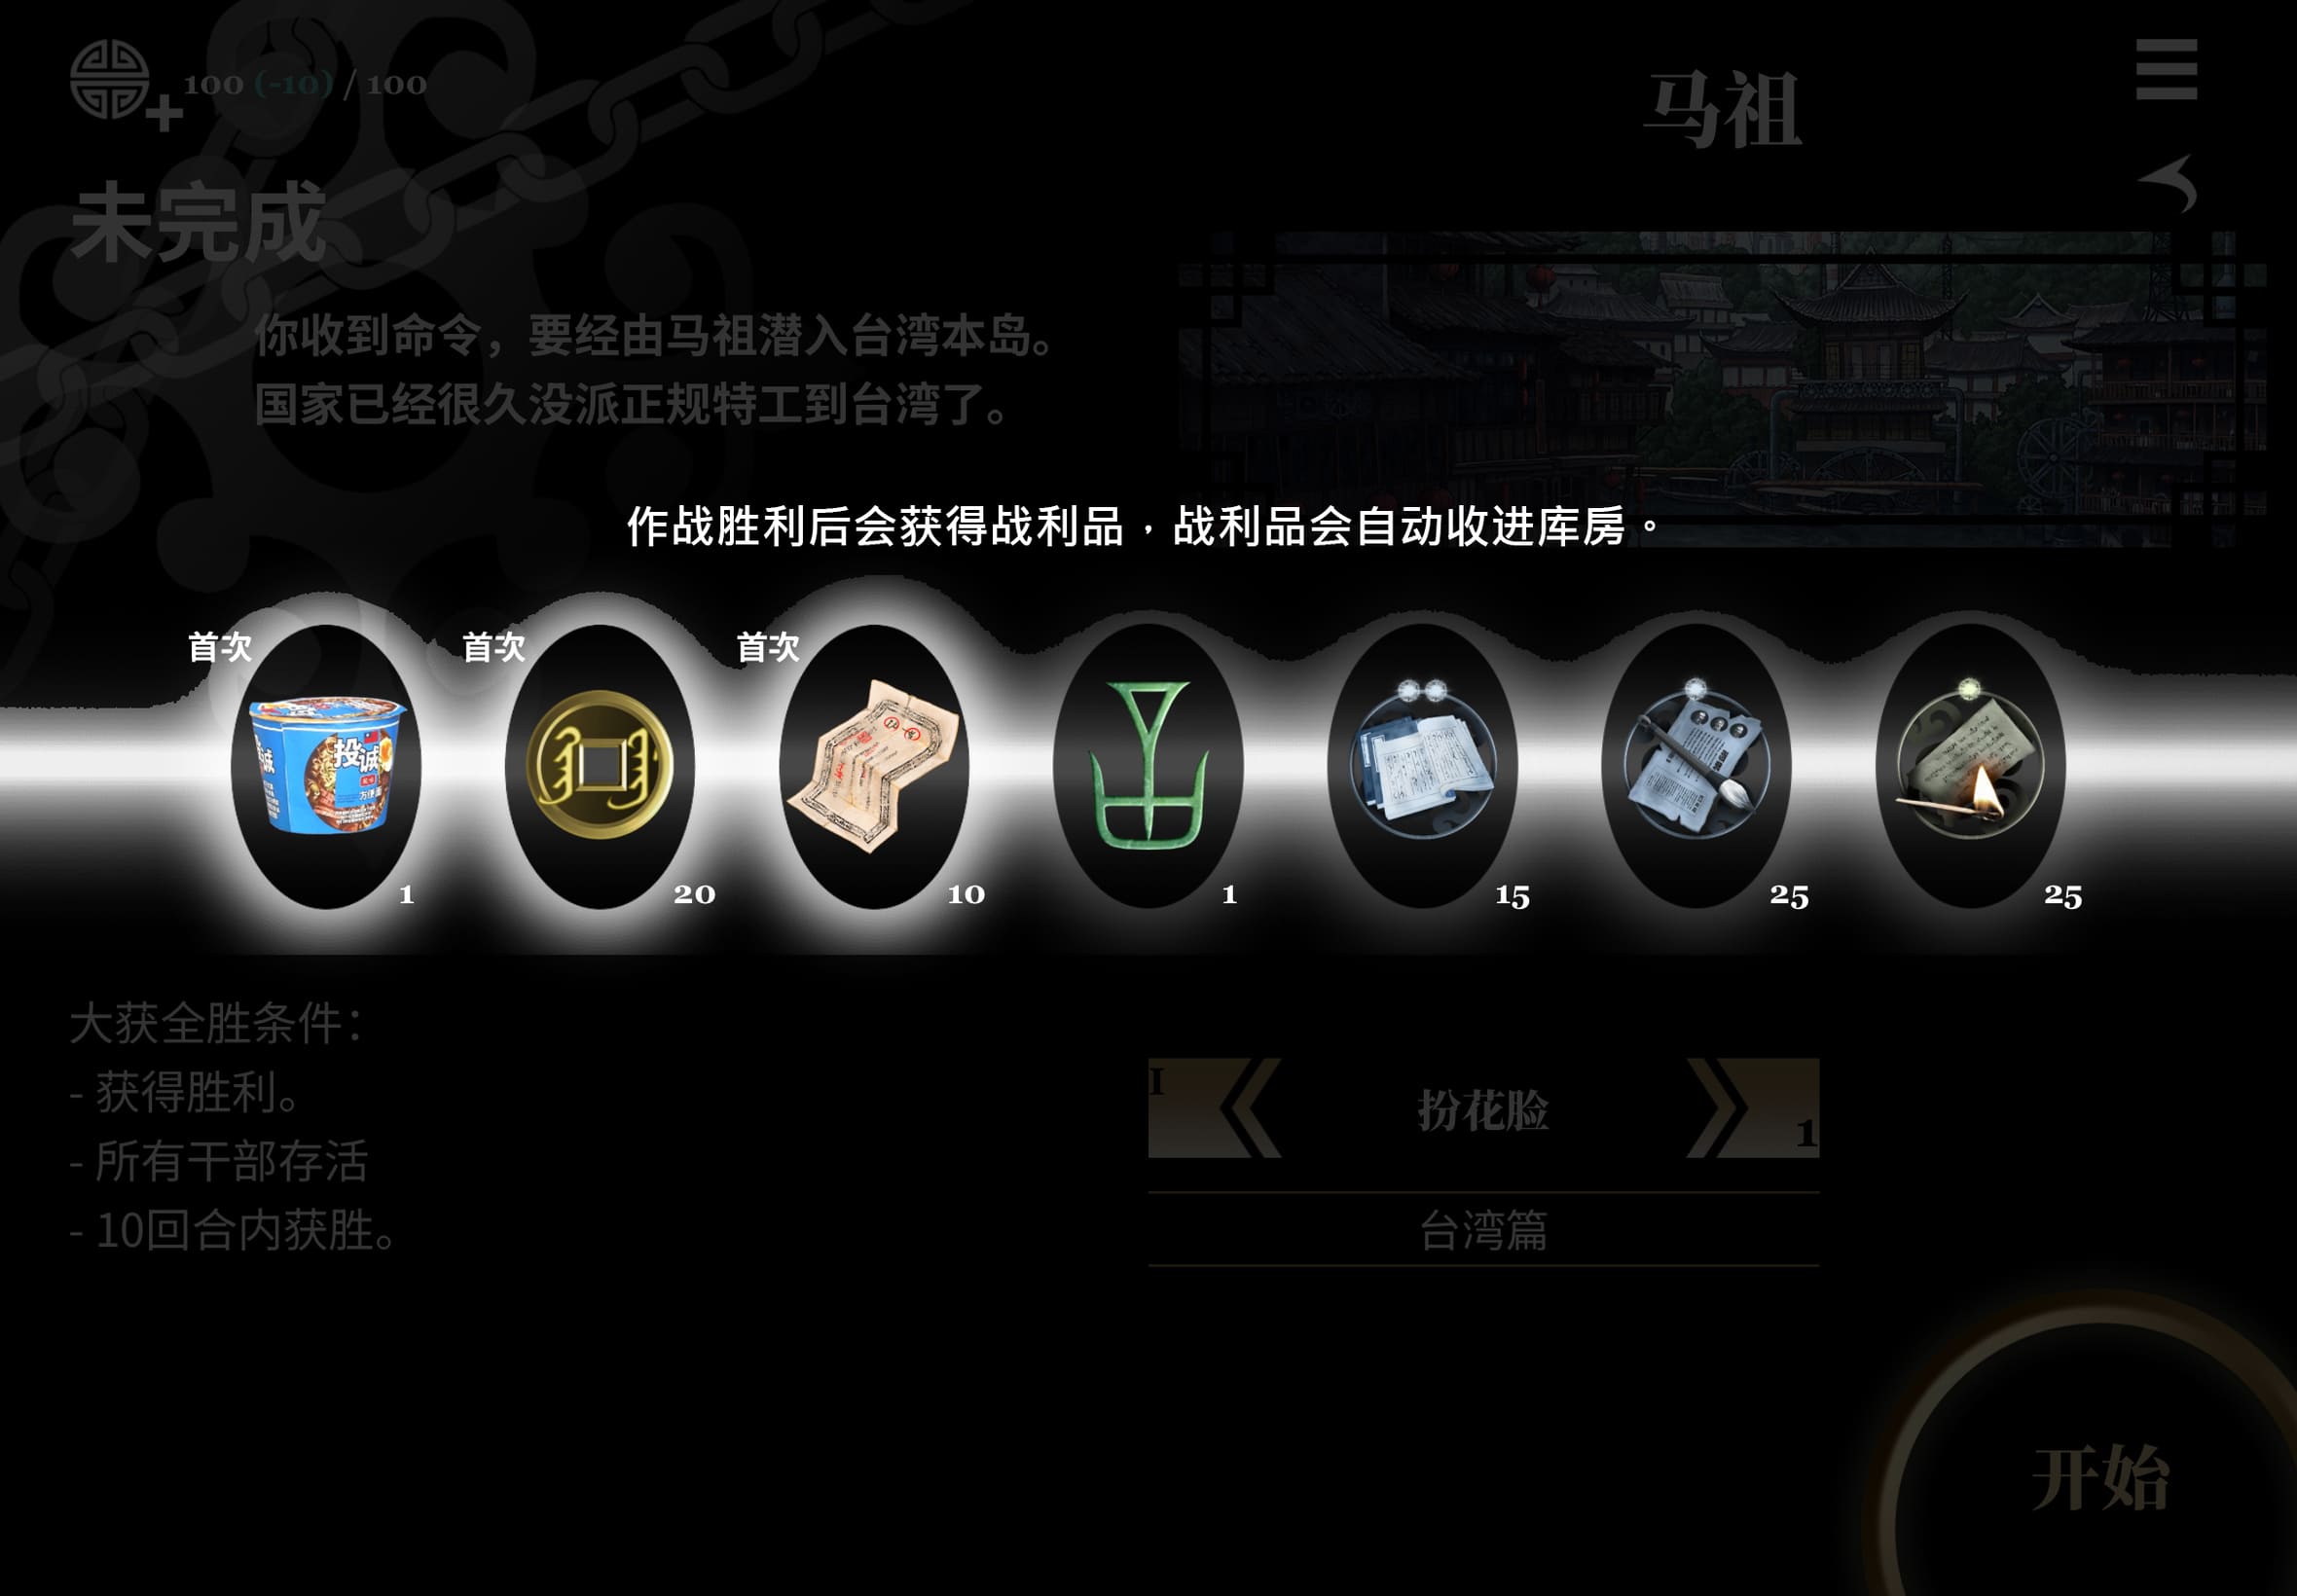 100 (-10) / 100
马祖
未完成
你收到命令，要经由马祖潜入台湾本岛。
国家已经很久没派正规特工到台湾了。
作战胜利后会获得战利品，战利品会自动收进库房。
首次
首次
首次
投诚
方便面
1
20
10
1
15
25
25
大获全胜条件：
- 获得胜利。
- 所有干部存活
- 10回合内获胜。
I
扮花脸
1
台湾篇
开始